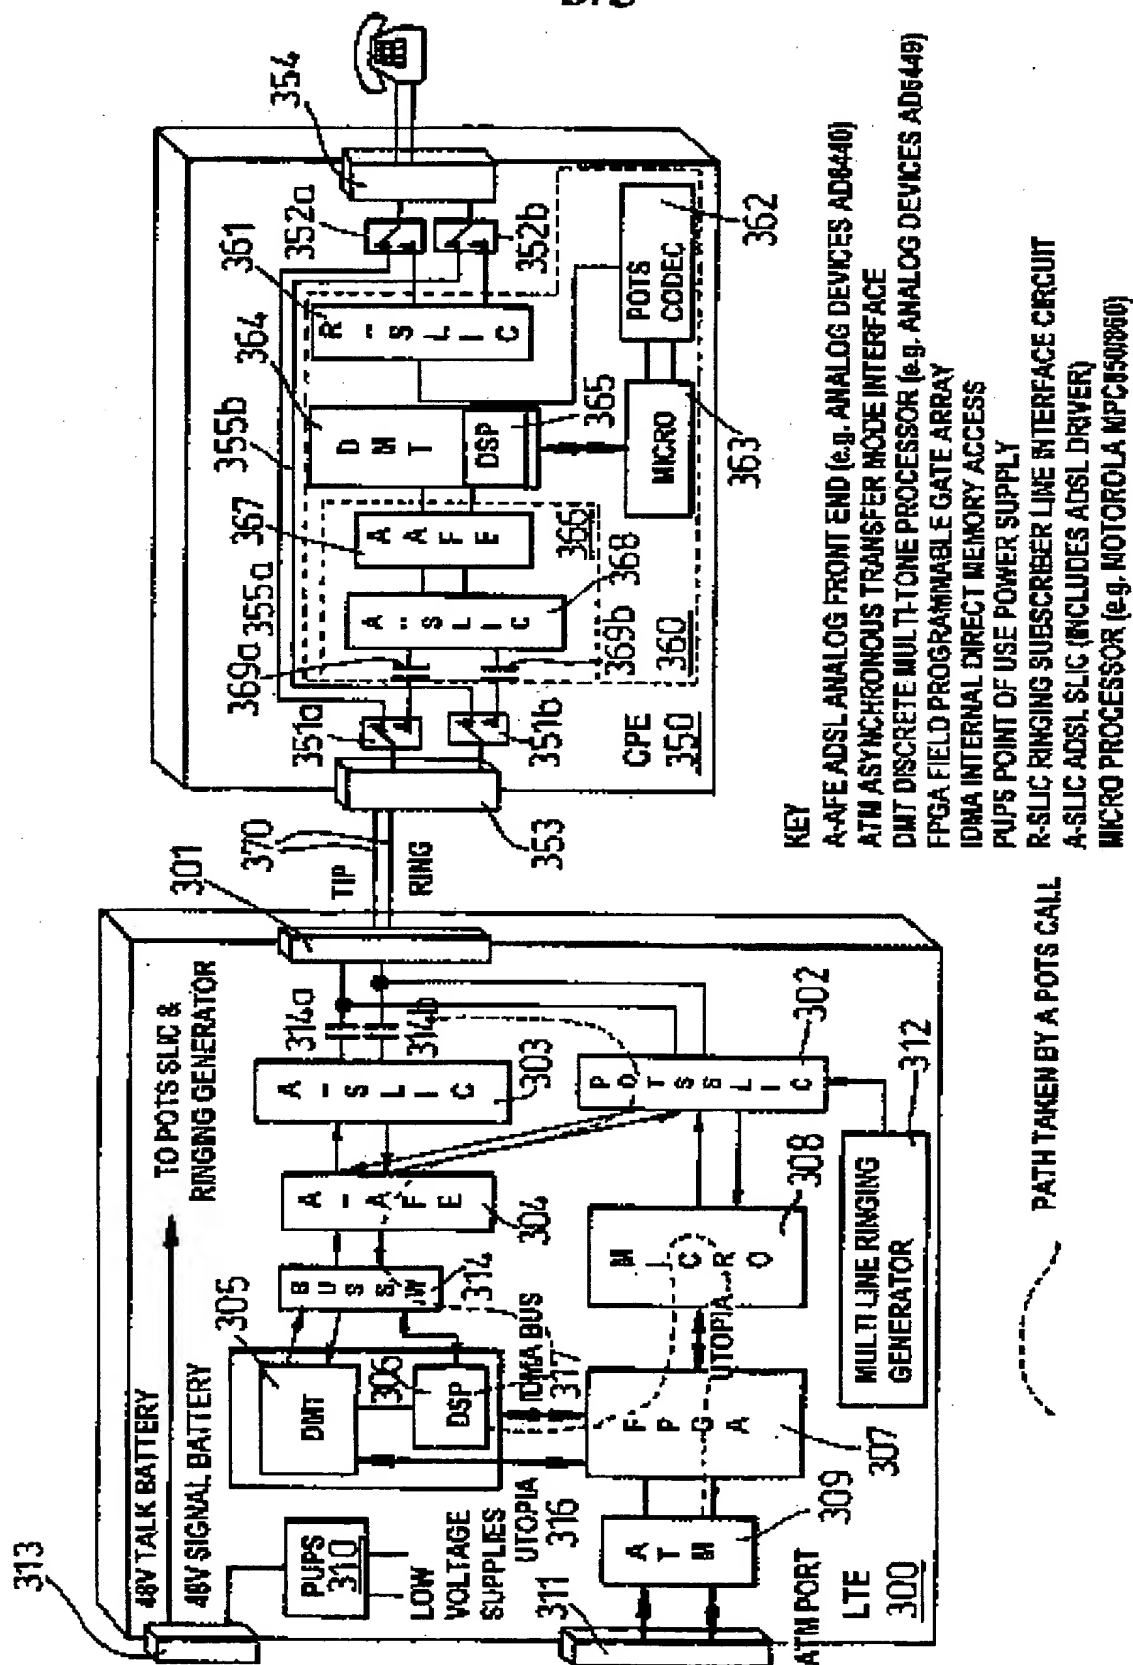 313
48V TALK BATTERY
48V SIGNAL BATTERY
TO POTS SLIC &
RINGING GENERATOR
PUPS
310
LOW
VOLTAGE
SUPPLIES
305
DMT
306
DSP
IDMA BUS
317
UTOPIA
316
BUS SW
314
A-AFE
304
A-SLIC
303
314a
314b
301
POTS SLIC
302
MICRO
308
UTOPIA
FPGA
307
ATM
309
311
ATM PORT
LTE
300
MULTI LINE RINGING
GENERATOR
312
TIP
RING
370
353
351a
351b
369a
369b
355a
355b
A-SLIC
368
A-AFE
367
366
DMT
364
DSP
365
R-SLIC
361
352a
352b
354
MICRO
363
POTS
CODEC
362
360
CPE
350
PATH TAKEN BY A POTS CALL
KEY
A-AFE ADSL ANALOG FRONT END (e.g. ANALOG DEVICES AD6440)
ATM ASYNCHRONOUS TRANSFER MODE INTERFACE
DMT DISCRETE MULTI-TONE PROCESSOR (e.g. ANALOG DEVICES AD6449)
FPGA FIELD PROGRAMMABLE GATE ARRAY
IDMA INTERNAL DIRECT MEMORY ACCESS
PUPS POINT OF USE POWER SUPPLY
R-SLIC RINGING SUBSCRIBER LINE INTERFACE CIRCUIT
A-SLIC ADSL SLIC (INCLUDES ADSL DRIVER)
MICRO PROCESSOR (e.g. MOTOROLA MPC850/860)